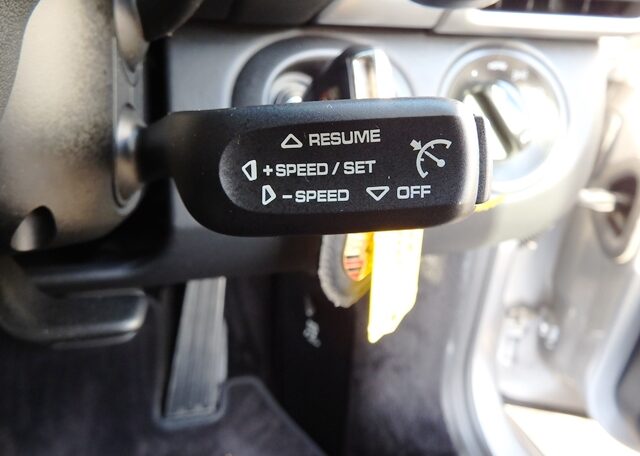 RESUME
+SPEED / SET
-SPEED OFF